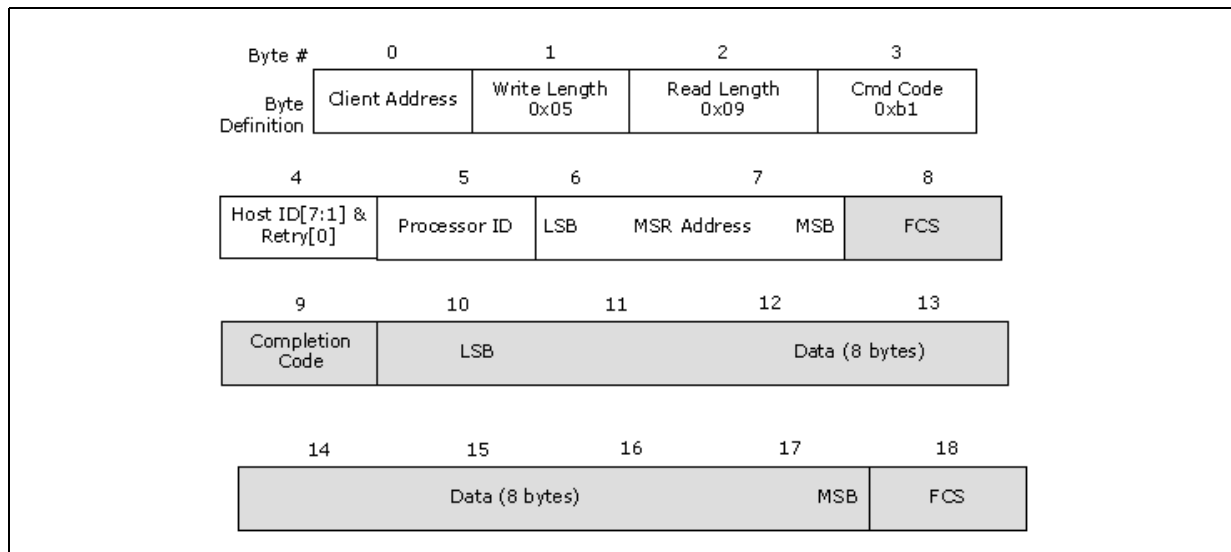 Byte # 0 1 2 3
Byte Definition
Client Address
Write Length
0x05
Read Length
0x09
Cmd Code
0xb1
4 5 6 7 8
Host ID[7:1] &
Retry[0]
Processor ID
LSB MSR Address MSB
FCS
9 10 11 12 13
Completion
Code
LSB Data (8 bytes)
14 15 16 17 18
Data (8 bytes) MSB
FCS